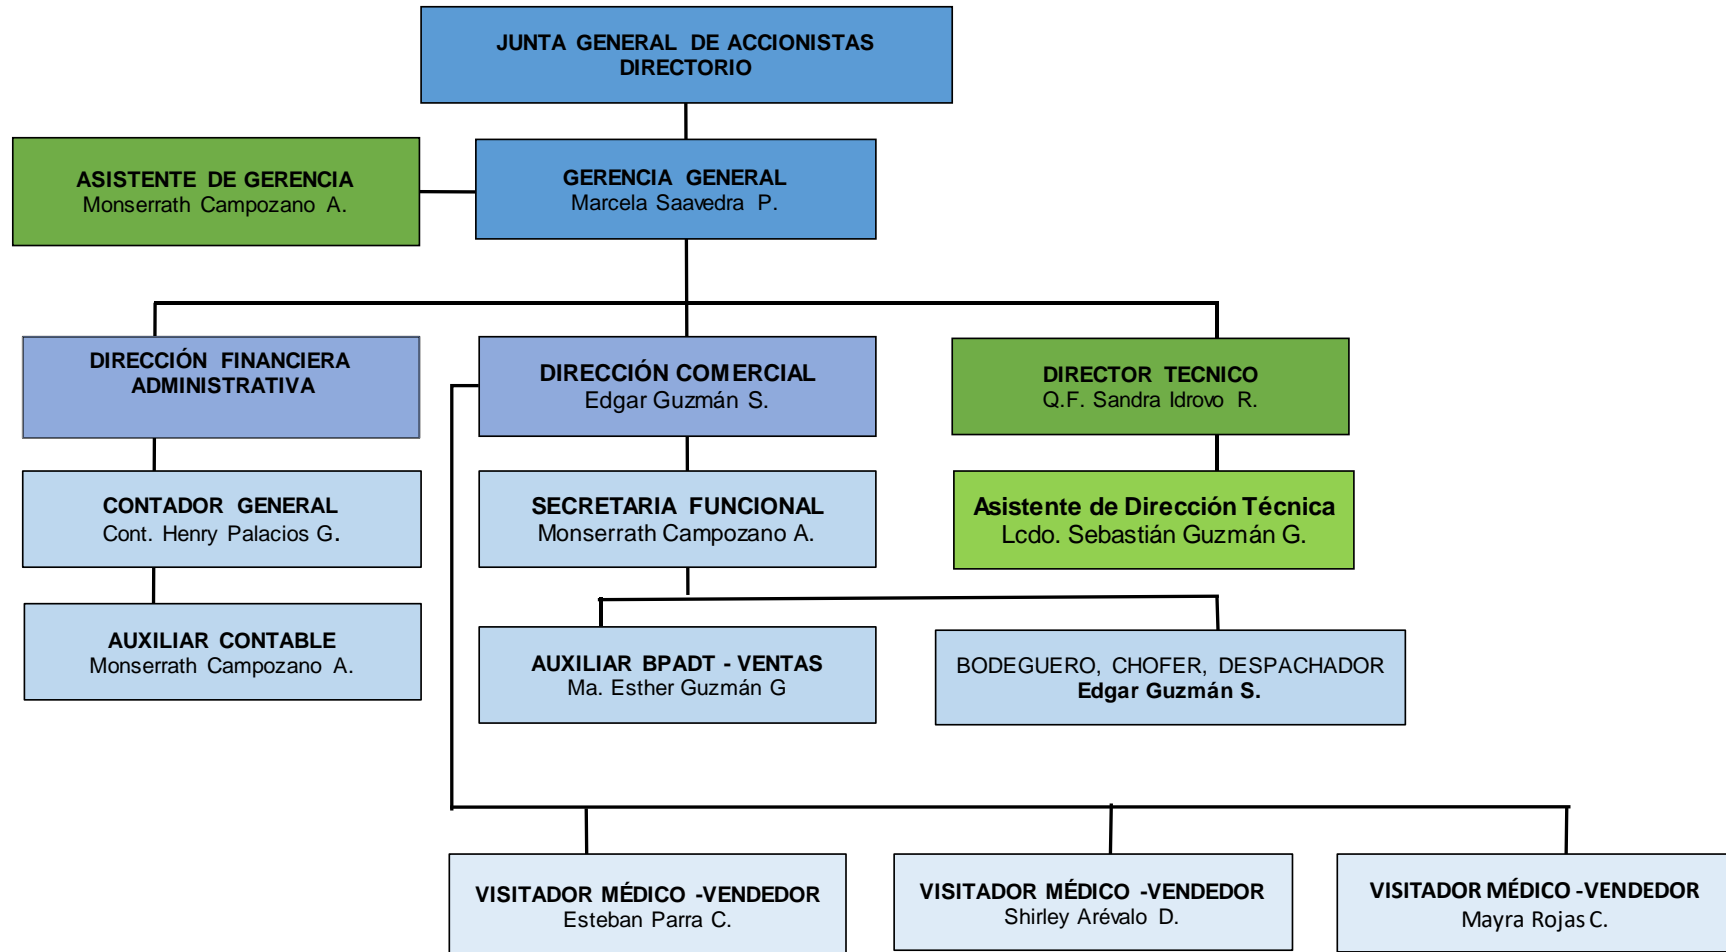 JUNTA GENERAL DE ACCIONISTAS
DIRECTORIO
ASISTENTE DE GERENCIA
Monserrath Campozano A.
GERENCIA GENERAL
Marcela Saavedra P.
DIRECCIÓN FINANCIERA
ADMINISTRATIVA
DIRECCIÓN COMERCIAL
Edgar Guzmán S.
DIRECTOR TECNICO
Q.F. Sandra Idrovo R.
CONTADOR GENERAL
Cont. Henry Palacios G.
SECRETARIA FUNCIONAL
Monserrath Campozano A.
Asistente de Dirección Técnica
Lcdo. Sebastián Guzmán G.
AUXILIAR CONTABLE
Monserrath Campozano A.
AUXILIAR BPADT - VENTAS
Ma. Esther Guzmán G
BODEGUERO, CHOFER, DESPACHADOR
Edgar Guzmán S.
VISITADOR MÉDICO -VENDEDOR
Esteban Parra C.
VISITADOR MÉDICO -VENDEDOR
Shirley Arévalo D.
VISITADOR MÉDICO -VENDEDOR
Mayra Rojas C.